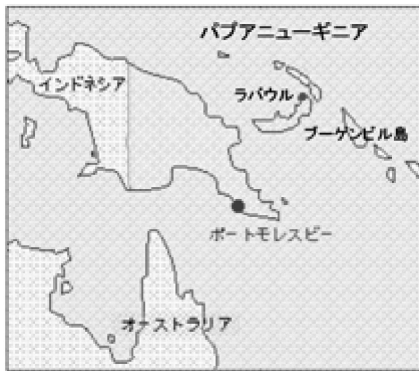 パプアニューギニア
インドネシア
ラバウル
ブーゲンビル島
ポートモレスビー
オーストラリア